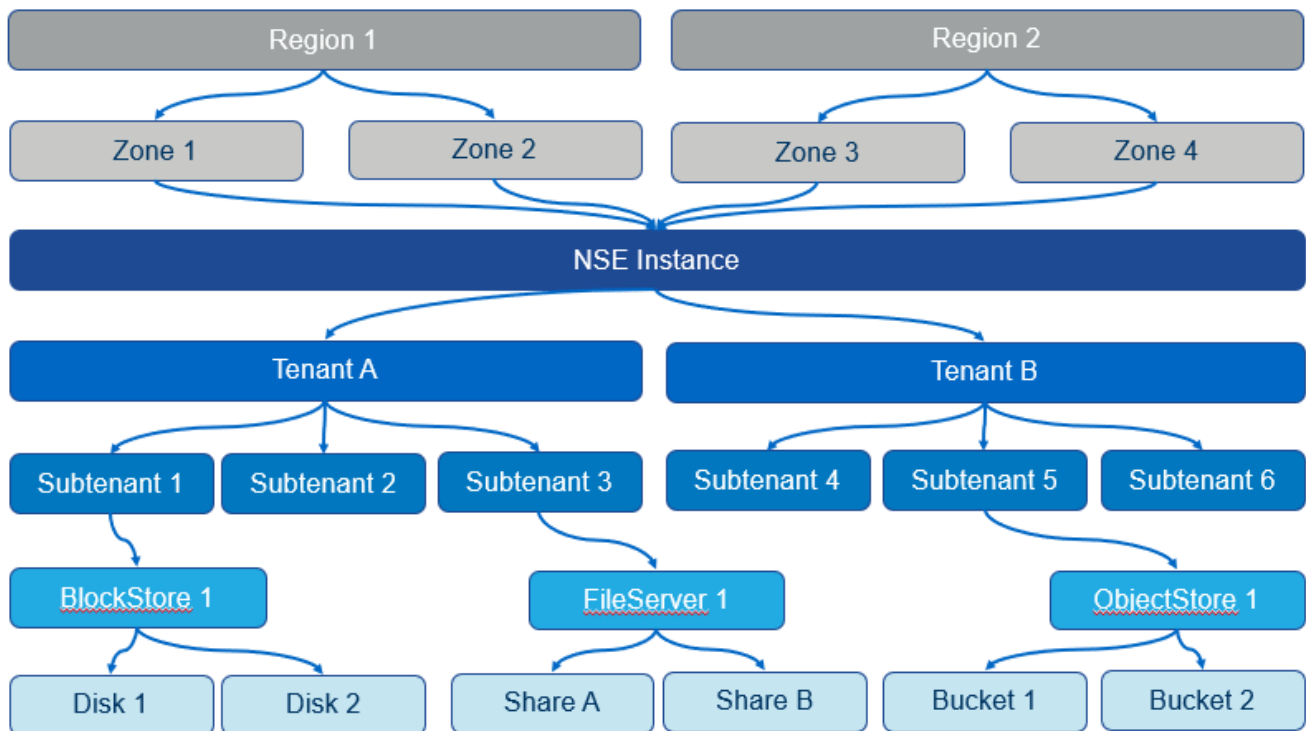 Region 1
Region 2
Zone 1
Zone 2
Zone 3
Zone 4
NSE Instance
Tenant A
Tenant B
Subtenant 1
Subtenant 2
Subtenant 3
Subtenant 4
Subtenant 5
Subtenant 6
BlockStore 1
FileServer 1
ObjectStore 1
Disk 1
Disk 2
Share A
Share B
Bucket 1
Bucket 2